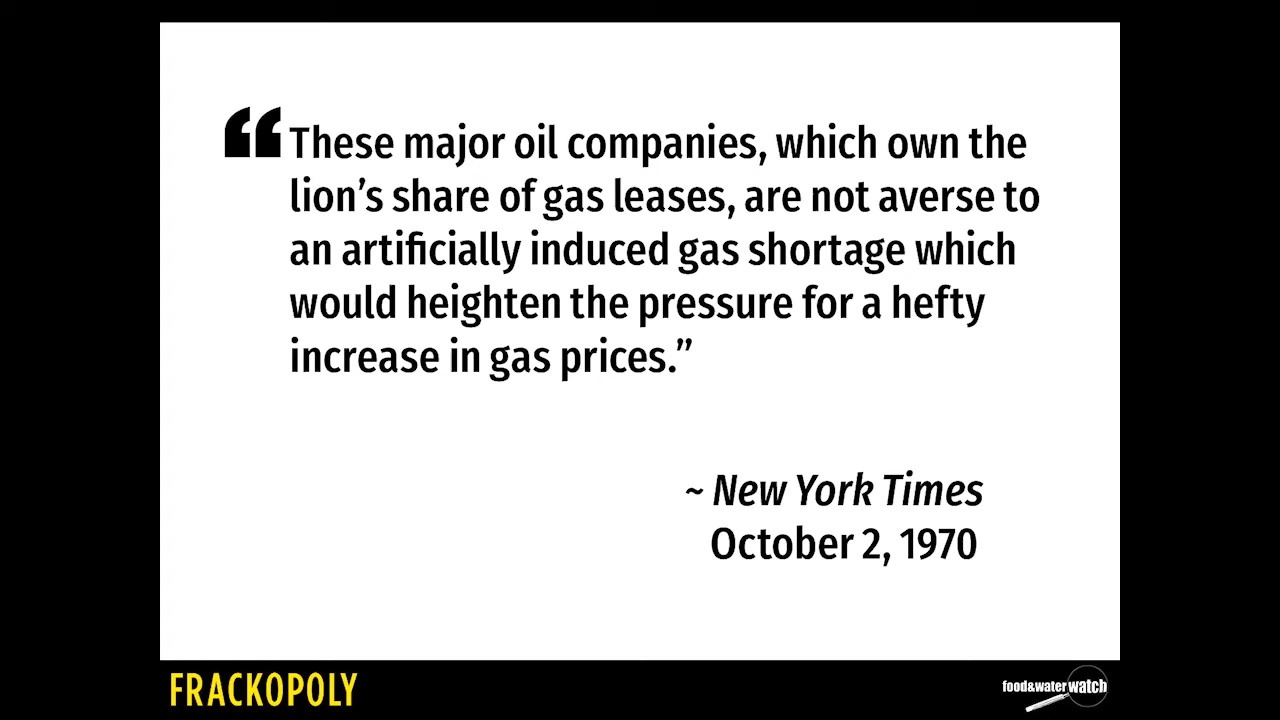 “These major oil companies, which own the
lion’s share of gas leases, are not averse to
an artificially induced gas shortage which
would heighten the pressure for a hefty
increase in gas prices.”
~ New York Times
October 2, 1970
FRACKOPOLY
food&waterwatch